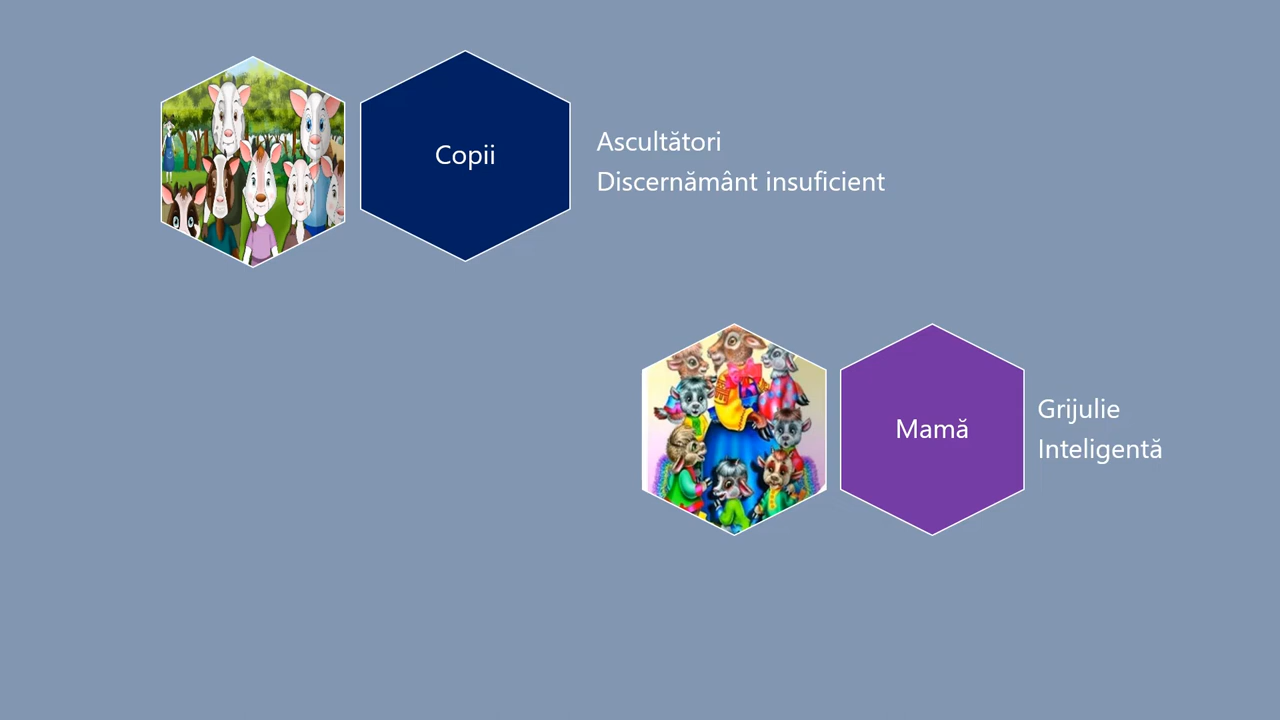 Copii
Ascultători
Discernământ insuficient
Mamă
Grijulie
Inteligentă